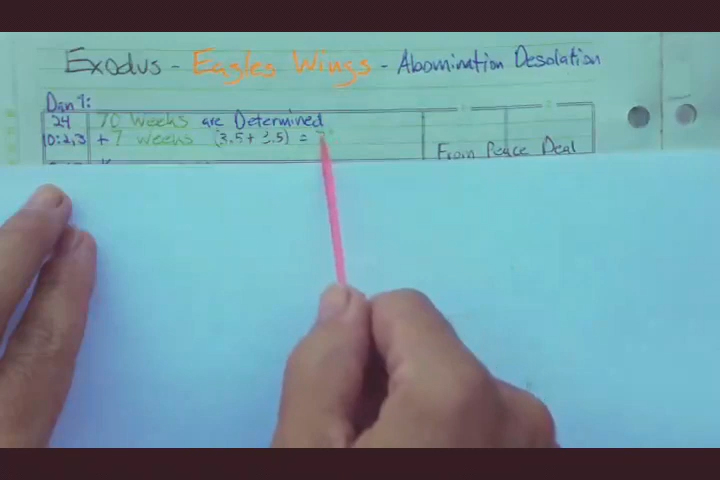 Exodus - Eagles Wings - Abomination Desolation
Dan 9:
24 70 Weeks are Determined
10:2,3 + 7 weeks (3.5 + 3.5) =
From Peace Deal